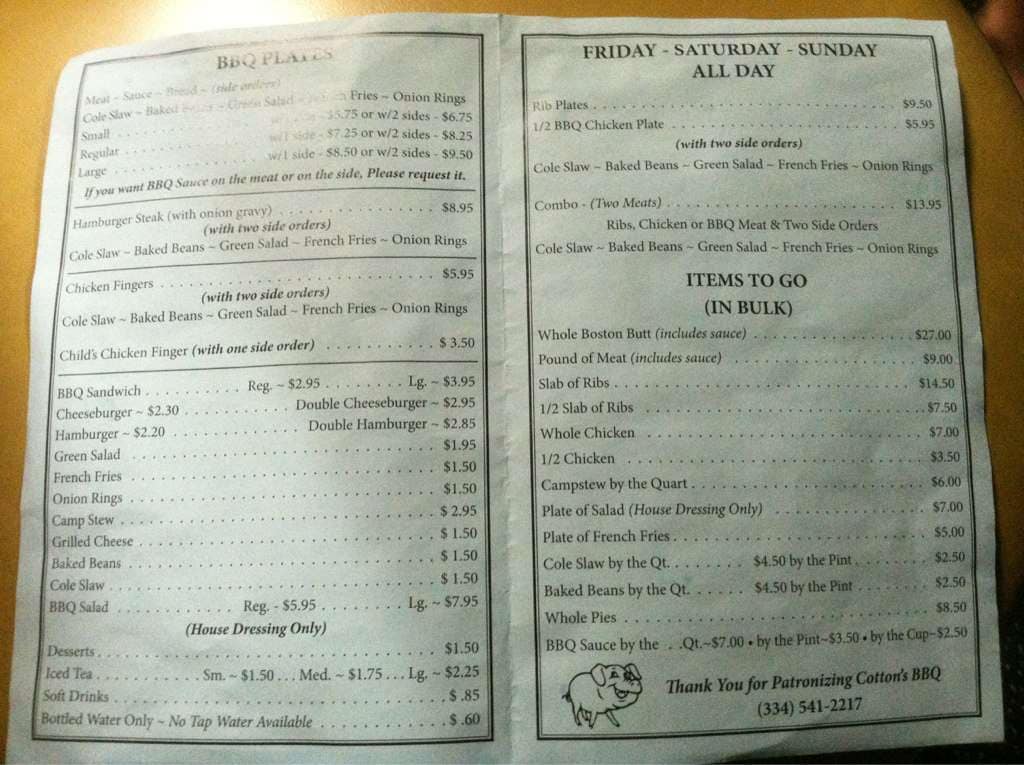 BBQ PLATES
Meat ~ Sauce ~ Bread ~ (side orders)
Cole Slaw ~ Baked Beans ~ Green Salad ~ French Fries ~ Onion Rings
Small . . . . $5.75 or w/2 sides - $6.75
Regular . . . . w/1 side - $7.25 or w/2 sides - $8.25
Large . . . . w/1 side - $8.50 or w/2 sides - $9.50
If you want BBQ Sauce on the meat or on the side, Please request it.
Hamburger Steak (with onion gravy) . . . . $8.95
(with two side orders)
Cole Slaw ~ Baked Beans ~ Green Salad ~ French Fries ~ Onion Rings
Chicken Fingers . . . . $5.95
(with two side orders)
Cole Slaw ~ Baked Beans ~ Green Salad ~ French Fries ~ Onion Rings
Child's Chicken Finger (with one side order) . . . . $ 3.50
BBQ Sandwich . . . . Reg. ~ $2.95 . . . . Lg. ~ $3.95
Cheeseburger ~ $2.30 . . . . Double Cheeseburger ~ $2.95
Hamburger ~ $2.20 . . . . Double Hamburger ~ $2.85
Green Salad . . . . $1.95
French Fries . . . . $1.50
Onion Rings . . . . $1.50
Camp Stew . . . . $ 2.95
Grilled Cheese . . . . $ 1.50
Baked Beans . . . . $ 1.50
Cole Slaw . . . . $ 1.50
BBQ Salad . . . . Reg. - $5.95 . . . . Lg. ~ $7.95
(House Dressing Only)
Desserts . . . . $1.50
Iced Tea . . . . Sm. ~ $1.50 . . . Med. ~ $1.75 . . . Lg. ~ $2.25
Soft Drinks . . . . $ .85
Bottled Water Only ~ No Tap Water Available . . . . $ .60
FRIDAY - SATURDAY - SUNDAY
ALL DAY
Rib Plates . . . . $9.50
1/2 BBQ Chicken Plate . . . . $5.95
(with two side orders)
Cole Slaw ~ Baked Beans ~ Green Salad ~ French Fries ~ Onion Rings
Combo - (Two Meats) . . . . $13.95
Ribs, Chicken or BBQ Meat & Two Side Orders
Cole Slaw ~ Baked Beans ~ Green Salad ~ French Fries ~ Onion Rings
ITEMS TO GO
(IN BULK)
Whole Boston Butt (includes sauce) . . . . $27.00
Pound of Meat (includes sauce) . . . . $9.00
Slab of Ribs . . . . $14.50
1/2 Slab of Ribs . . . . $7.50
Whole Chicken . . . . $7.00
1/2 Chicken . . . . $3.50
Campstew by the Quart . . . . $6.00
Plate of Salad (House Dressing Only) . . . . $7.00
Plate of French Fries . . . . $5.00
Cole Slaw by the Qt. . . . . $4.50 by the Pint . . . . $2.50
Baked Beans by the Qt. . . . . $4.50 by the Pint . . . . $2.50
Whole Pies . . . . $8.50
BBQ Sauce by the . . .Qt.~$7.00 • by the Pint~$3.50 • by the Cup~$2.50
Thank You for Patronizing Cotton's BBQ
(334) 541-2217